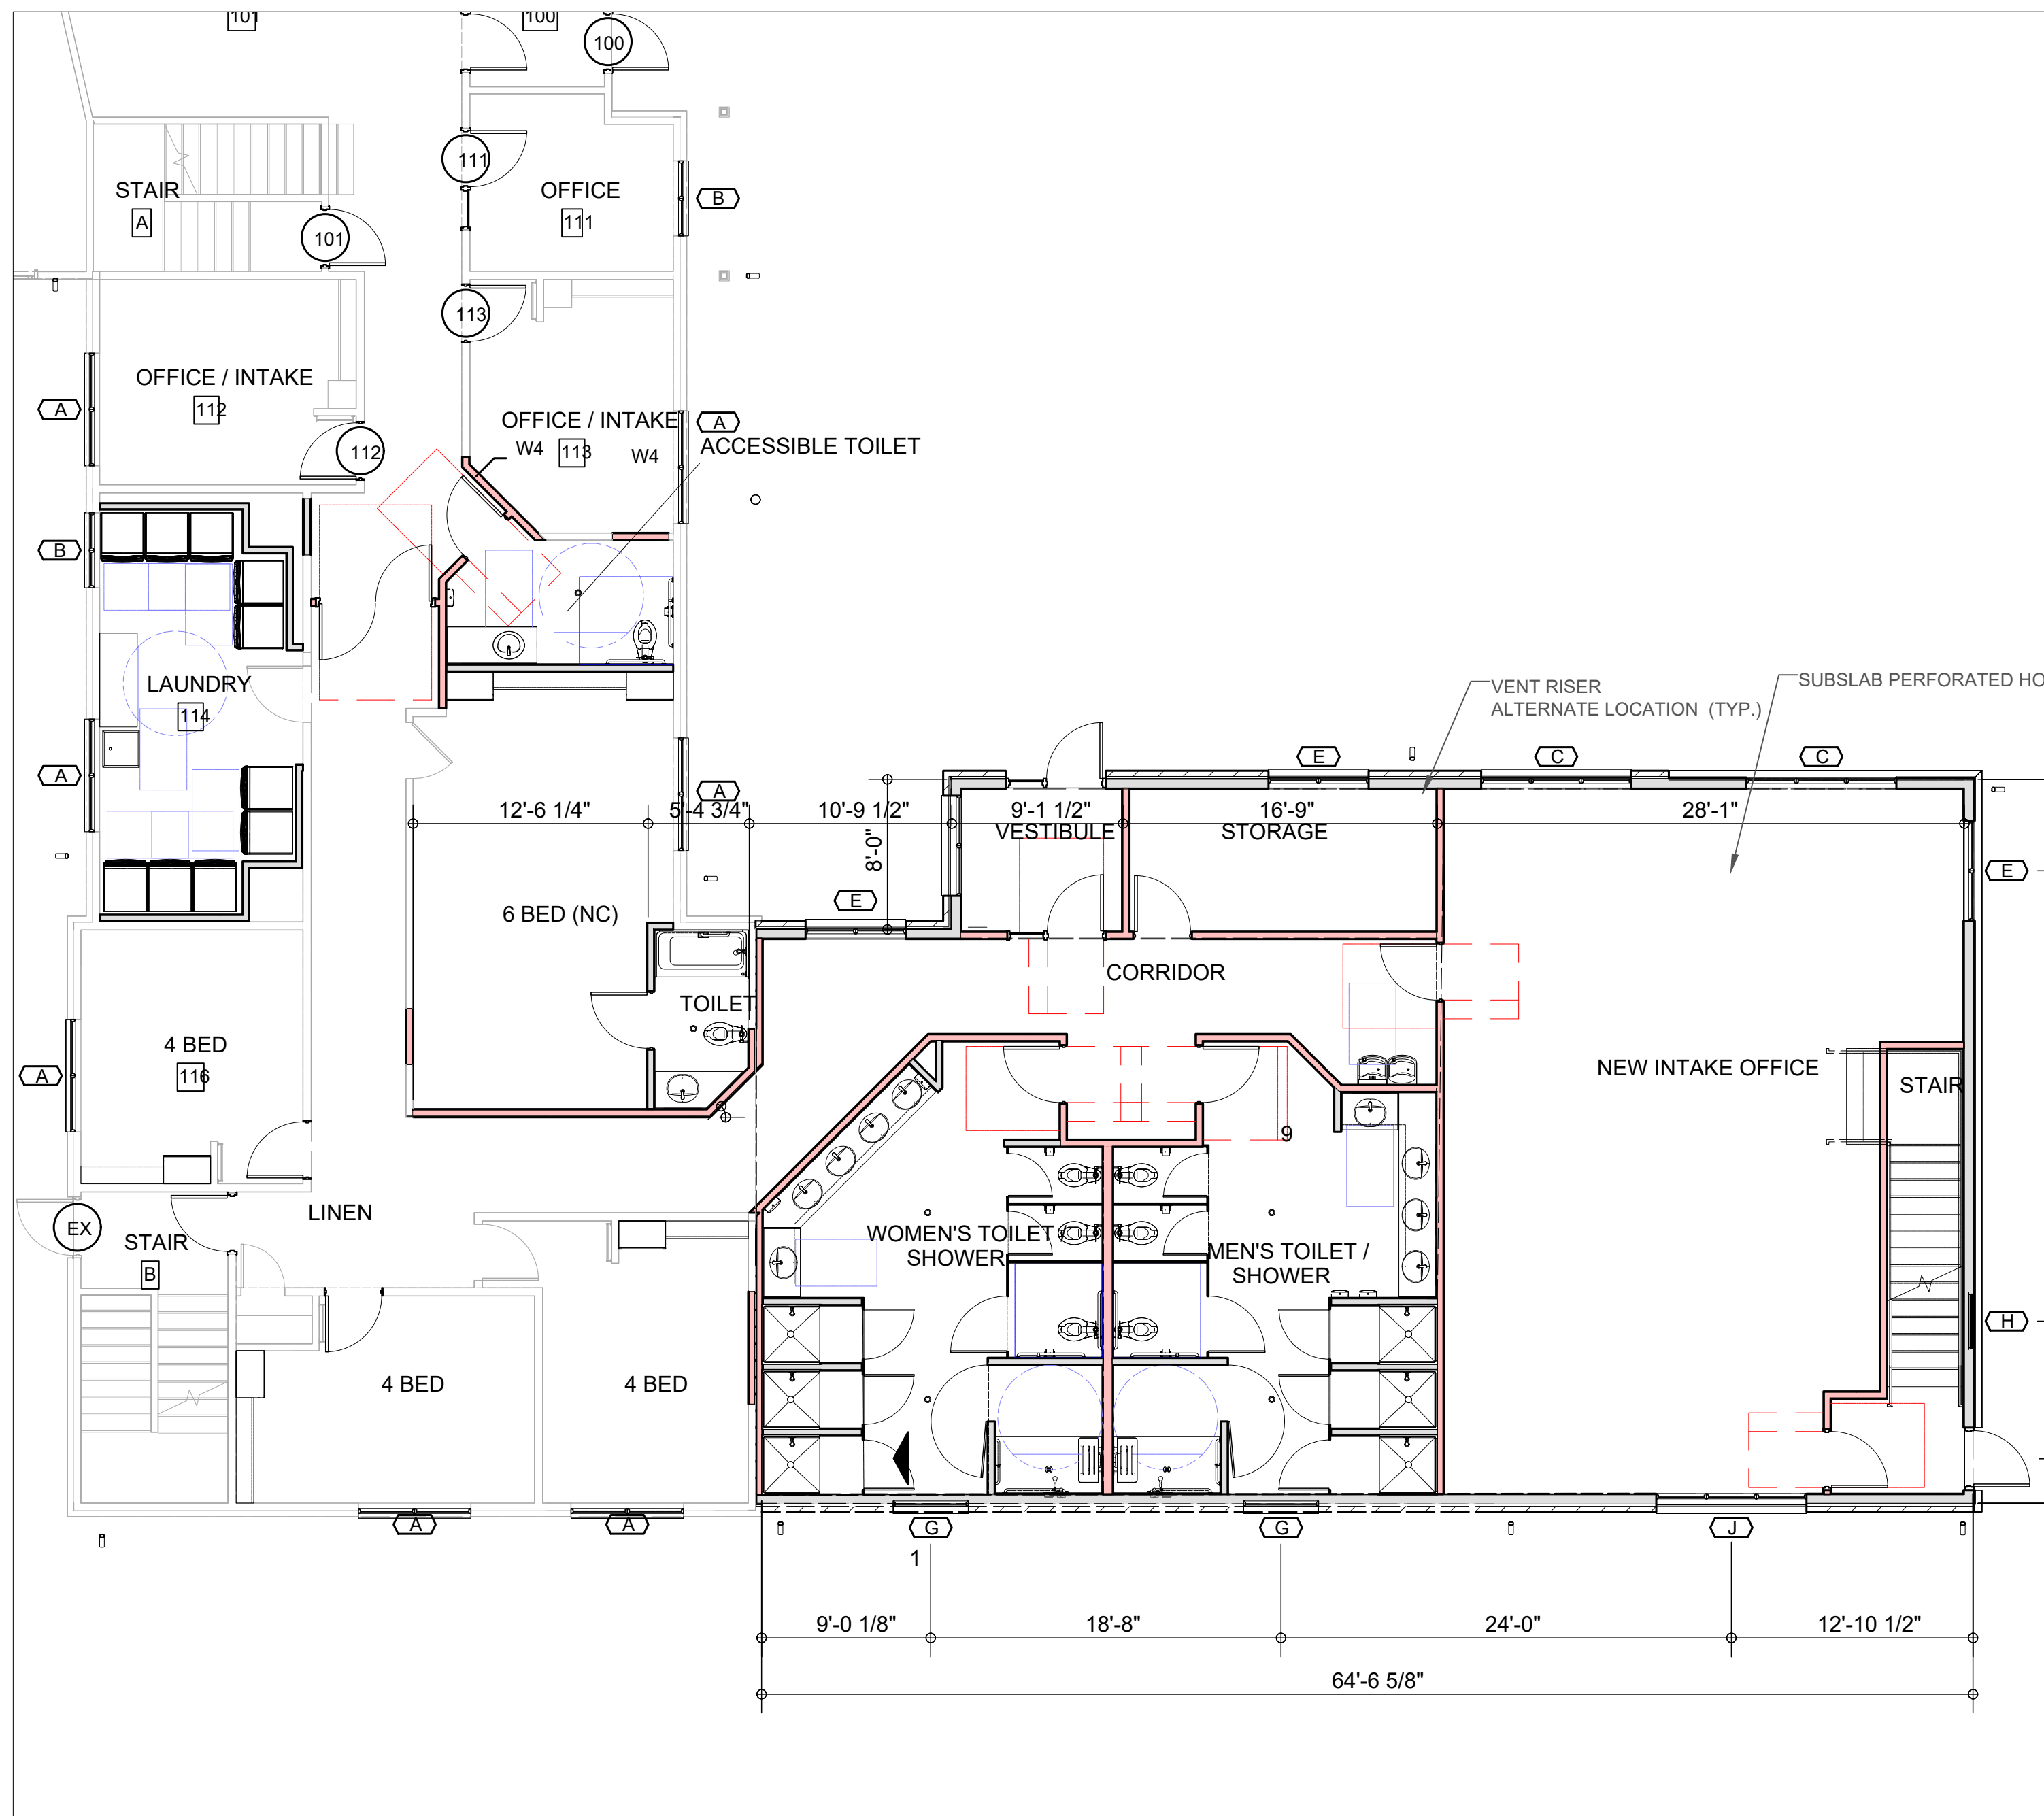 101
100
100
111
STAIR
A
OFFICE
111
B
101
113
OFFICE / INTAKE
112
A
OFFICE / INTAKE
W4
113
W4
A
ACCESSIBLE TOILET
112
B
LAUNDRY
114
VENT RISER
ALTERNATE LOCATION (TYP.)
SUBSLAB PERFORATED HO
A
A
E
C
C
12'-6 1/4"
5'-4 3/4"
10'-9 1/2"
9'-1 1/2"
16'-9"
28'-1"
8'-0"
VESTIBULE
STORAGE
E
E
6 BED (NC)
CORRIDOR
TOILET
4 BED
116
A
NEW INTAKE OFFICE
STAIR
9
LINEN
EX
STAIR
B
WOMEN'S TOILET /
SHOWER
MEN'S TOILET /
SHOWER
H
4 BED
4 BED
A
A
G
G
J
1
9'-0 1/8"
18'-8"
24'-0"
12'-10 1/2"
64'-6 5/8"